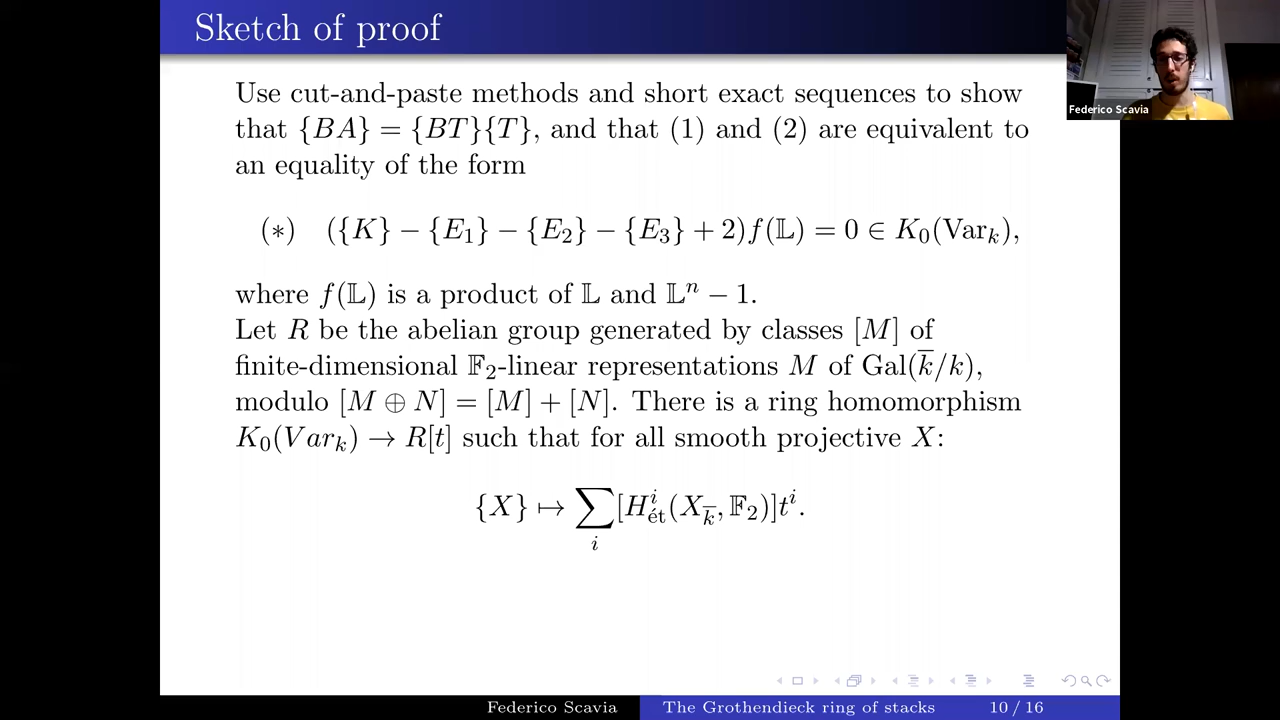 Sketch of proof
Use cut-and-paste methods and short exact sequences to show
that {BA} = {BT}{T}, and that (1) and (2) are equivalent to
an equality of the form
(∗) ({K} − {E₁} − {E₂} − {E₃} + 2)f(𝕃) = 0 ∈ K₀(Varₖ),
where f(𝕃) is a product of 𝕃 and 𝕃ⁿ − 1.
Let R be the abelian group generated by classes [M] of
finite-dimensional 𝔽₂-linear representations M of Gal(k̅/k),
modulo [M ⊕ N] = [M] + [N]. There is a ring homomorphism
K₀(Varₖ) → R[t] such that for all smooth projective X:
{X} ↦ ∑ᵢ [Hⁱ_ét(X_k̅, 𝔽₂)]tⁱ.
Federico Scavia
Federico Scavia The Grothendieck ring of stacks 10 / 16